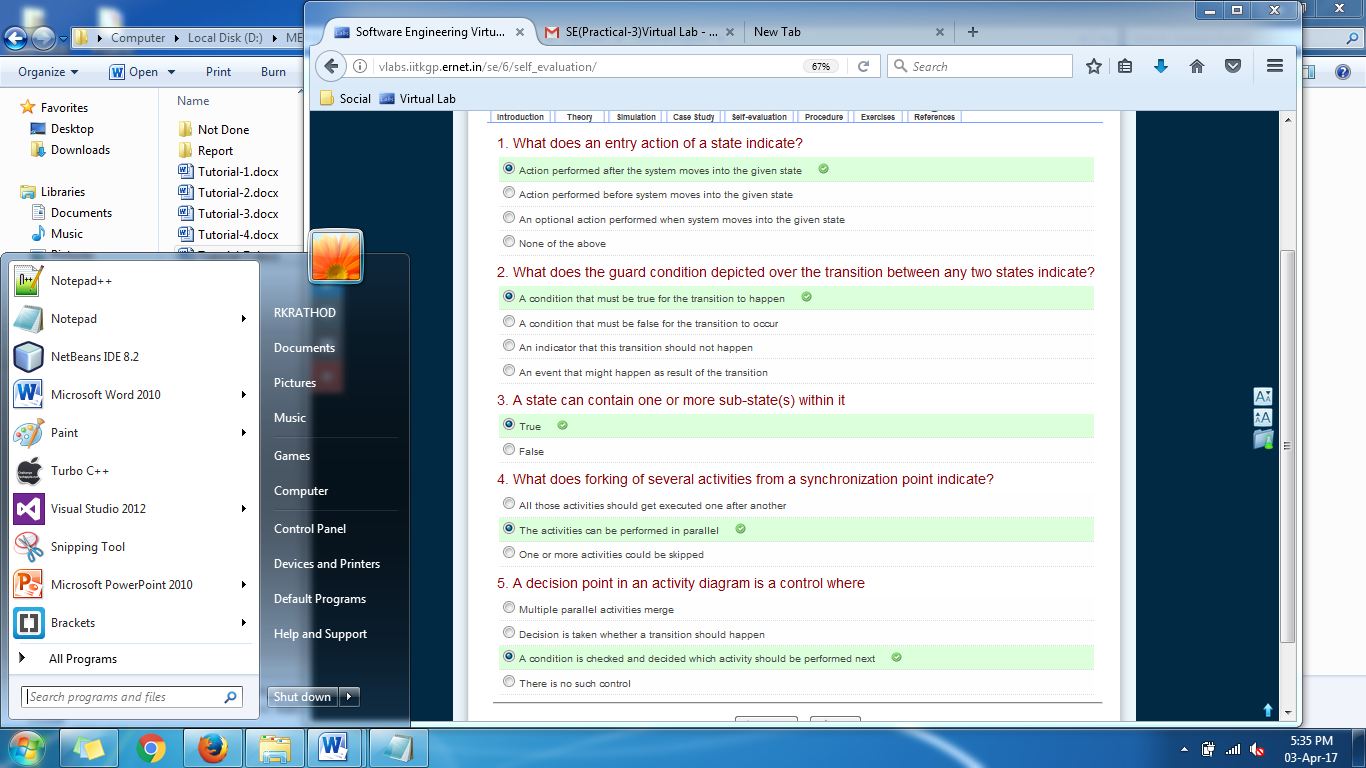 Computer
Local Disk (D:)
ME
Organize
Open
Print
Burn
Favorites
Desktop
Downloads
Libraries
Documents
Music
Name
Not Done
Report
Tutorial-1.docx
Tutorial-2.docx
Tutorial-3.docx
Tutorial-4.docx
Software Engineering Virtu...
SE(Practical-3)Virtual Lab - ...
New Tab
vlabs.iitkgp.ernet.in/se/6/self_evaluation/
67%
Search
Social
Virtual Lab
Introduction
Theory
Simulation
Case Study
Self-evaluation
Procedure
Exercises
References
1. What does an entry action of a state indicate?
Action performed after the system moves into the given state
Action performed before system moves into the given state
An optional action performed when system moves into the given state
None of the above
2. What does the guard condition depicted over the transition between any two states indicate?
A condition that must be true for the transition to happen
A condition that must be false for the transition to occur
An indicator that this transition should not happen
An event that might happen as result of the transition
3. A state can contain one or more sub-state(s) within it
True
False
4. What does forking of several activities from a synchronization point indicate?
All those activities should get executed one after another
The activities can be performed in parallel
One or more activities could be skipped
5. A decision point in an activity diagram is a control where
Multiple parallel activities merge
Decision is taken whether a transition should happen
A condition is checked and decided which activity should be performed next
There is no such control
Notepad++
Notepad
NetBeans IDE 8.2
Microsoft Word 2010
Paint
Turbo C++
Visual Studio 2012
Snipping Tool
Microsoft PowerPoint 2010
Brackets
All Programs
Search programs and files
RKRATHOD
Documents
Pictures
Music
Games
Computer
Control Panel
Devices and Printers
Default Programs
Help and Support
Shut down
5:35 PM
03-Apr-17